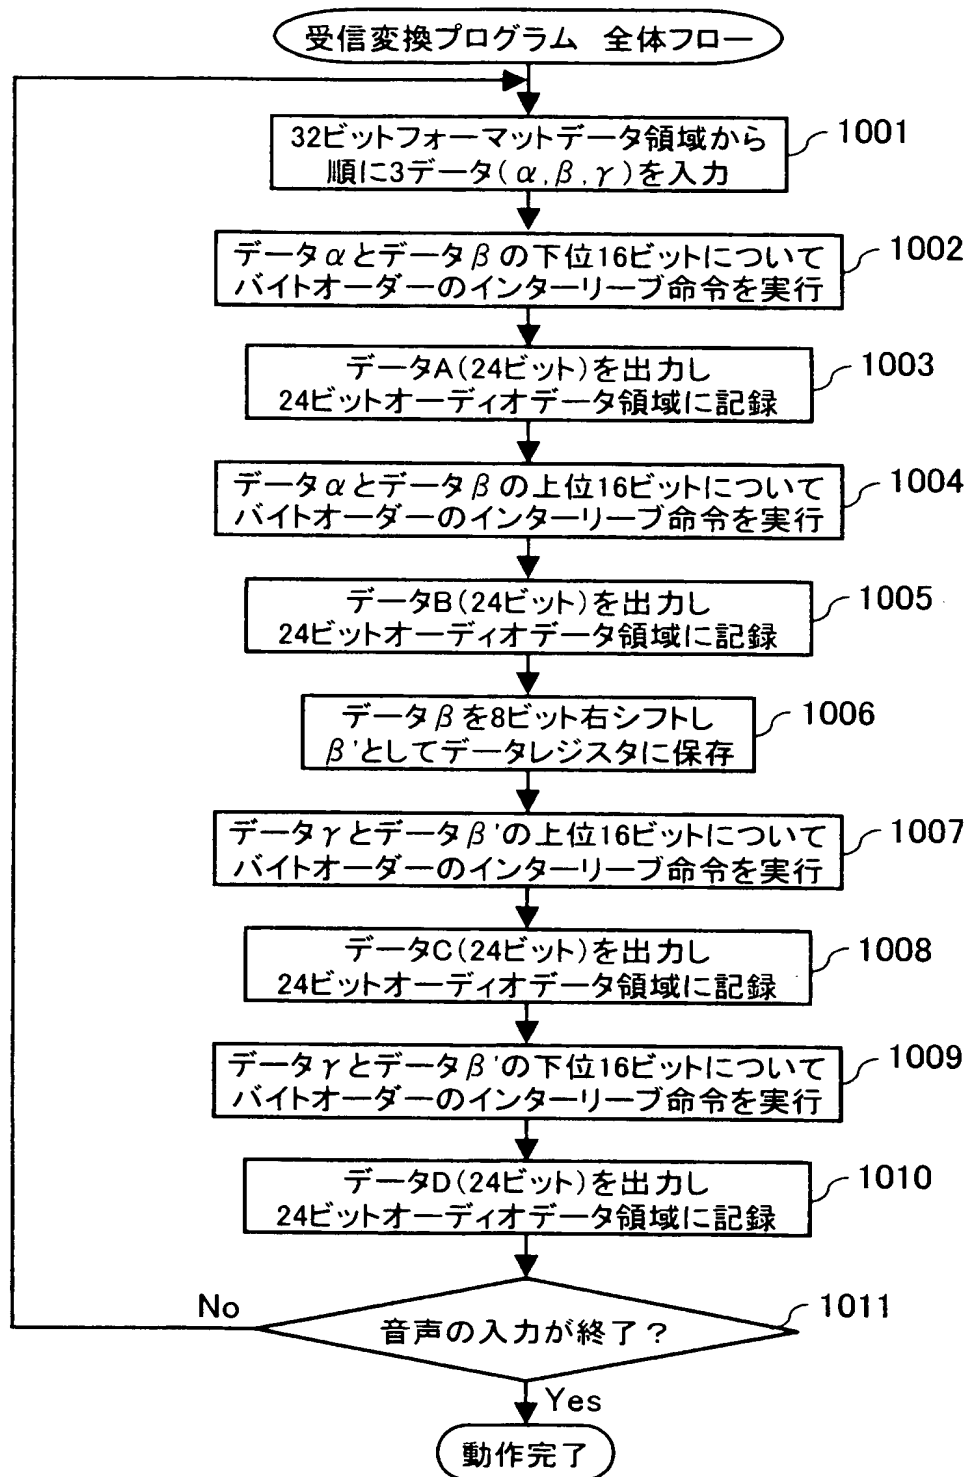 受信変換プログラム 全体フロー
32ビットフォーマットデータ領域から
順に3データ(α,β,γ)を入力
1001
データαとデータβの下位16ビットについて
バイトオーダーのインターリーブ命令を実行
1002
データA(24ビット)を出力し
24ビットオーディオデータ領域に記録
1003
データαとデータβの上位16ビットについて
バイトオーダーのインターリーブ命令を実行
1004
データB(24ビット)を出力し
24ビットオーディオデータ領域に記録
1005
データβを8ビット右シフトし
β'としてデータレジスタに保存
1006
データγとデータβ'の上位16ビットについて
バイトオーダーのインターリーブ命令を実行
1007
データC(24ビット)を出力し
24ビットオーディオデータ領域に記録
1008
データγとデータβ'の下位16ビットについて
バイトオーダーのインターリーブ命令を実行
1009
データD(24ビット)を出力し
24ビットオーディオデータ領域に記録
1010
音声の入力が終了?
1011
No
Yes
動作完了